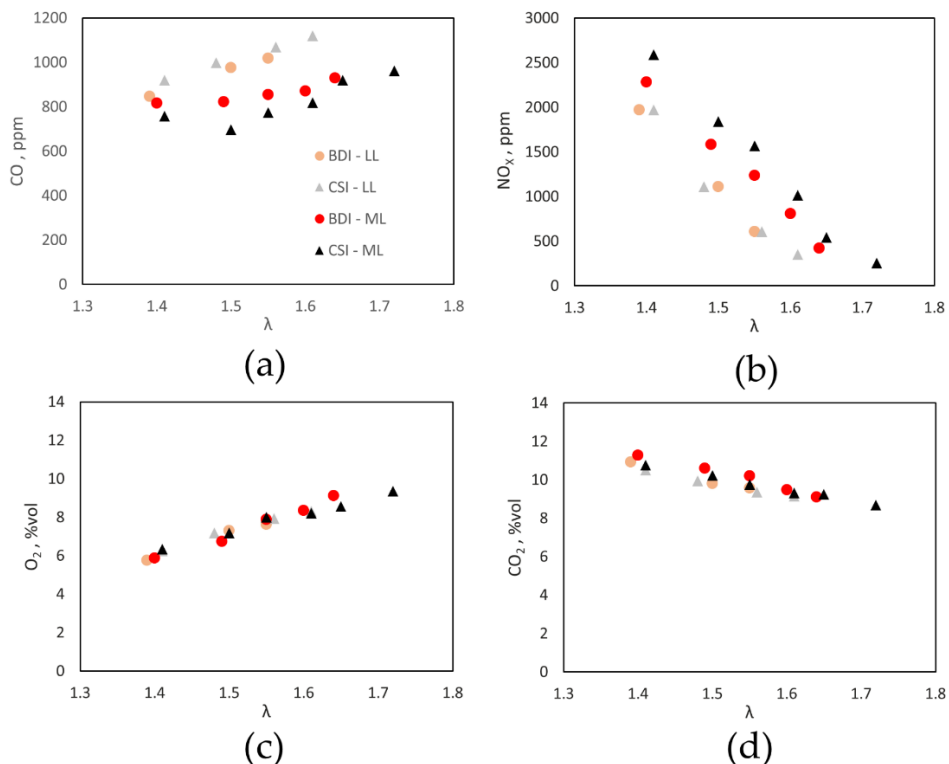 1200
1000
800
600
400
200
0
CO , ppm
1.3 1.4 1.5 1.6 1.7 1.8
λ
BDI - LL
CSI - LL
BDI - ML
CSI - ML
(a)
3000
2500
2000
1500
1000
500
0
NOX , ppm
1.3 1.4 1.5 1.6 1.7 1.8
λ
(b)
14
12
10
8
6
4
2
0
O2 , %vol
1.3 1.4 1.5 1.6 1.7 1.8
λ
(c)
14
12
10
8
6
4
2
0
CO2 , %vol
1.3 1.4 1.5 1.6 1.7 1.8
λ
(d)